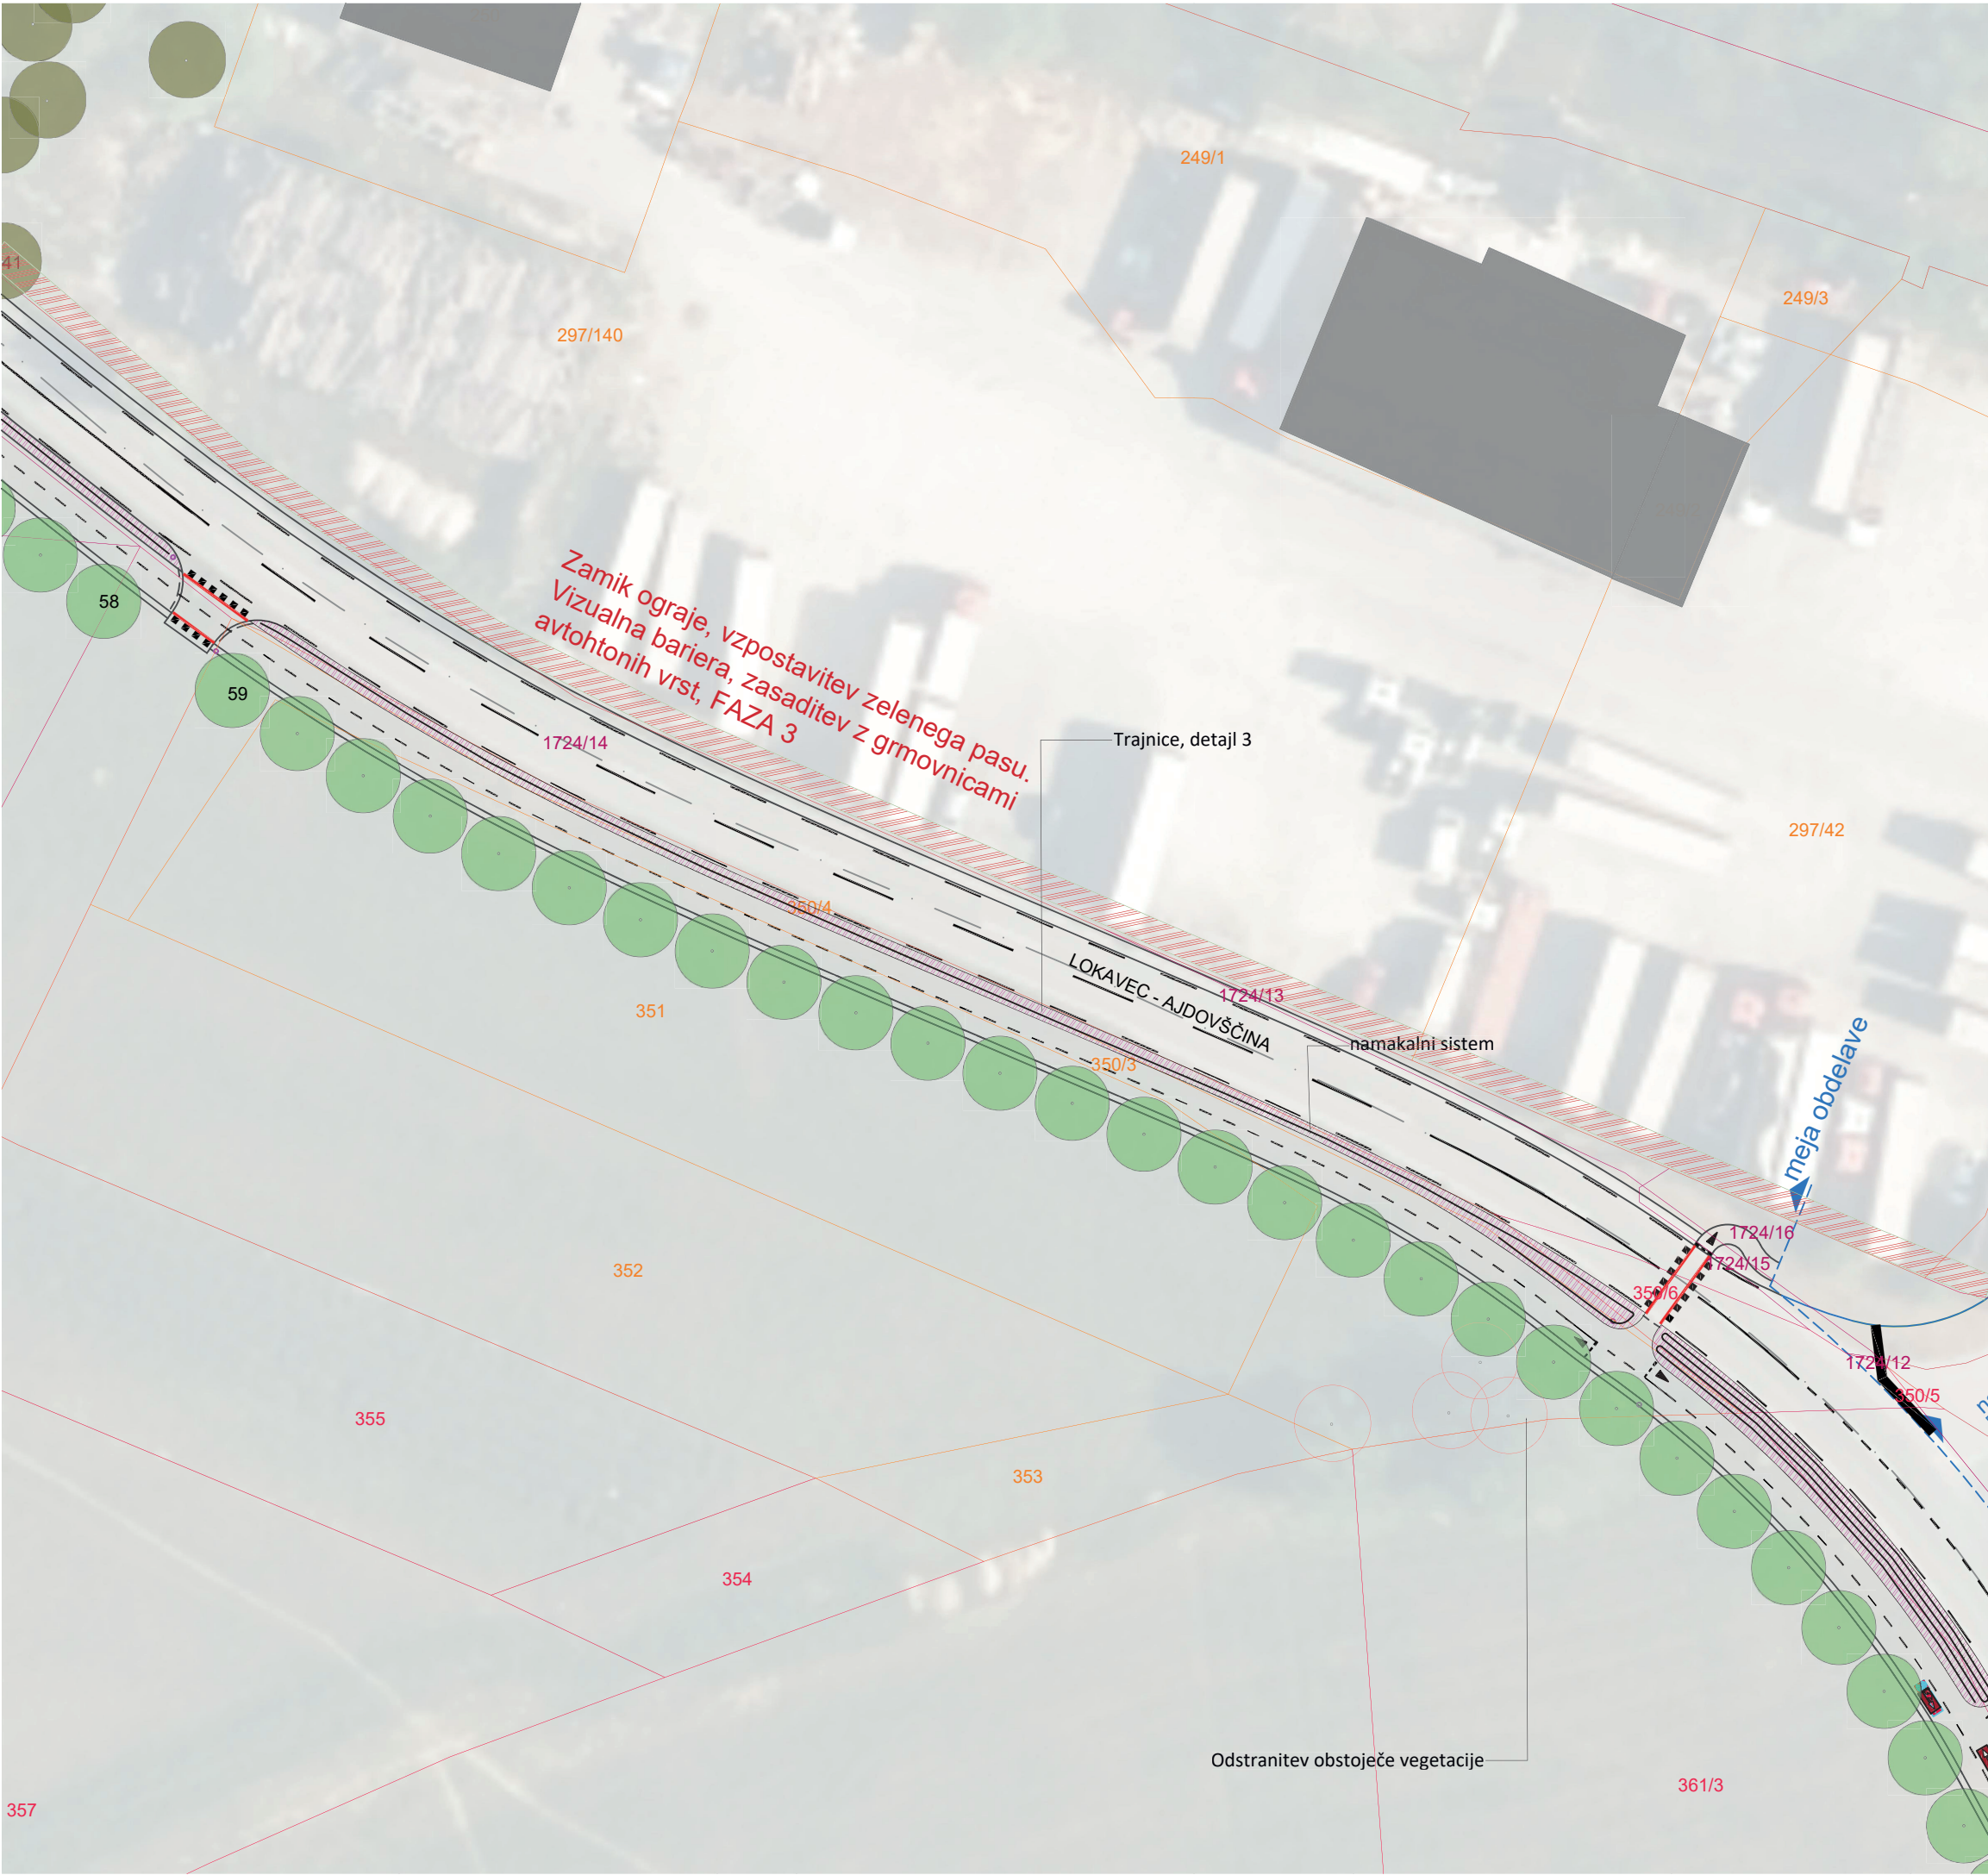 249/1
249/3
41
297/140
58
59
Zamik ograje, vzpostavitev zelenega pasu.
Vizualna bariera, zasaditev z grmovnicami
avtohtonih vrst, FAZA 3
1724/14
Trajnice, detajl 3
297/42
350/4
LOKAVEC - AJDOVŠČINA
1724/13
351
namakalni sistem
350/3
meja obdelave
1724/16
1724/15
352
350/6
1724/12
350/5
355
353
354
Odstranitev obstoječe vegetacije
361/3
357